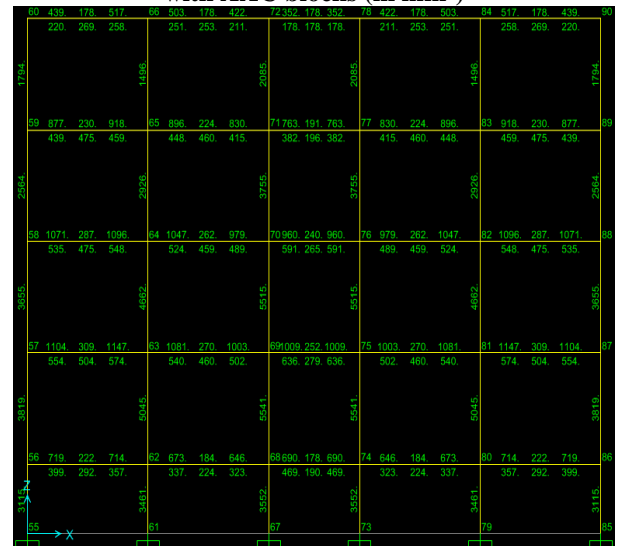 60 439. 178. 517. 66 503. 178. 422. 72 352. 178. 352. 78 422. 178. 503. 84 517. 178. 439. 90
220. 269. 258. 251. 253. 211. 178. 178. 178. 211. 253. 251. 258. 269. 220.
1794. 1496. 2085. 2085. 1496. 1794.
59 877. 230. 918. 65 896. 224. 830. 71 763. 191. 763. 77 830. 224. 896. 83 918. 230. 877. 89
439. 475. 459. 448. 460. 415. 382. 196. 382. 415. 460. 448. 459. 475. 439.
2564. 2926. 3755. 3755. 2926. 2564.
58 1071. 287. 1096. 64 1047. 262. 979. 70 960. 240. 960. 76 979. 262. 1047. 82 1096. 287. 1071. 88
535. 475. 548. 524. 459. 489. 591. 265. 591. 489. 459. 524. 548. 475. 535.
3655. 4662. 5515. 5515. 4662. 3655.
57 1104. 309. 1147. 63 1081. 270. 1003. 69 1009. 252. 1009. 75 1003. 270. 1081. 81 1147. 309. 1104. 87
554. 504. 574. 540. 460. 502. 636. 279. 636. 502. 460. 540. 574. 504. 554.
3819. 5045. 5541. 5541. 5045. 3819.
56 719. 222. 714. 62 673. 184. 646. 68 690. 178. 690. 74 646. 184. 673. 80 714. 222. 719. 86
399. 292. 357. 337. 224. 323. 469. 190. 469. 323. 224. 337. 357. 292. 399.
3115. Z 3461. 3552. 3552. 3461. 3115.
55 X 61 67 73 79 85